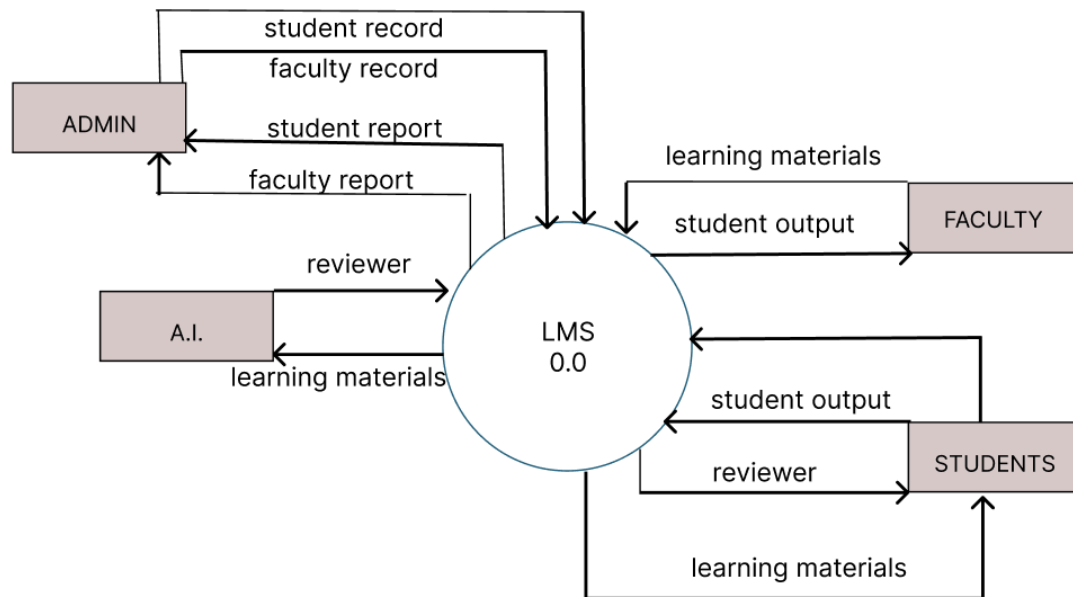 student record
faculty record
ADMIN
student report
faculty report
learning materials
FACULTY
student output
reviewer
A.I.
learning materials
LMS
0.0
student output
STUDENTS
reviewer
learning materials